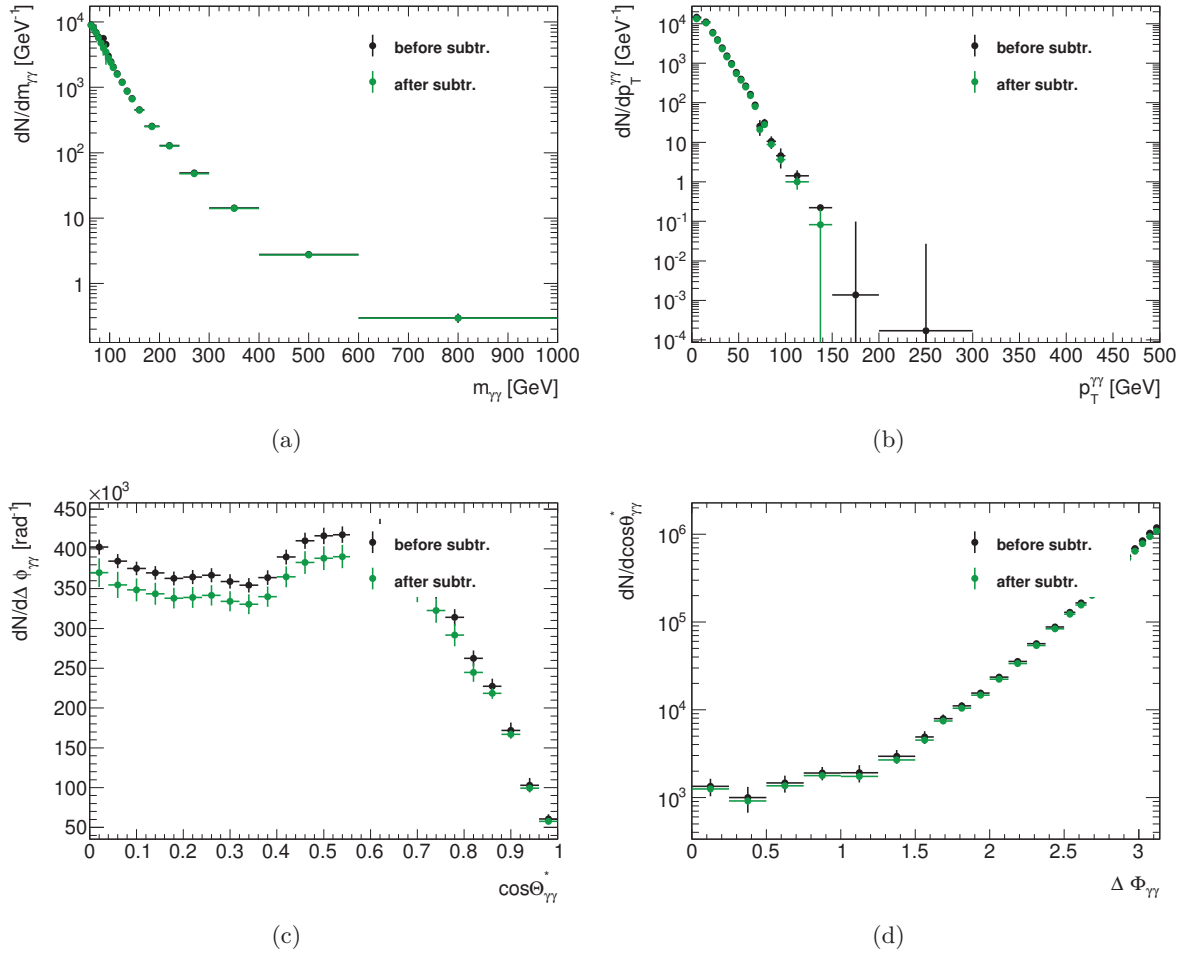 dN/dm_γγ [GeV⁻¹]
10⁴
10³
10²
10
1
before subtr.
after subtr.
100 200 300 400 500 600 700 800 900 1000
m_γγ [GeV]
(a)
dN/dp_T^γγ [GeV⁻¹]
10⁴
10³
10²
10
1
10⁻¹
10⁻²
10⁻³
10⁻⁴
before subtr.
after subtr.
0 50 100 150 200 250 300 350 400 450 500
p_T^γγ [GeV]
(b)
dN/dΔ ϕ_γγ [rad⁻¹]
×10³
450
400
350
300
250
200
150
100
50
before subtr.
after subtr.
0 0.1 0.2 0.3 0.4 0.5 0.6 0.7 0.8 0.9 1
cosΘ*_γγ
(c)
dN/dcosθ*_γγ
10⁶
10⁵
10⁴
10³
before subtr.
after subtr.
0 0.5 1 1.5 2 2.5 3
Δ Φ_γγ
(d)